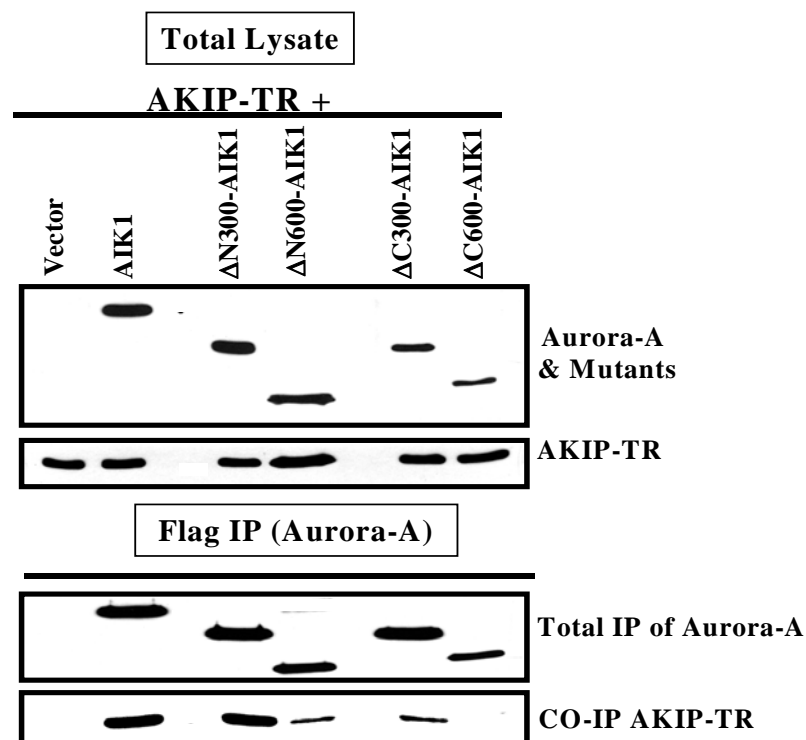 Total Lysate
AKIP-TR +
Vector
AIK1
ΔN300-AIK1
ΔN600-AIK1
ΔC300-AIK1
ΔC600-AIK1
Aurora-A
& Mutants
AKIP-TR
Flag IP (Aurora-A)
Total IP of Aurora-A
CO-IP AKIP-TR